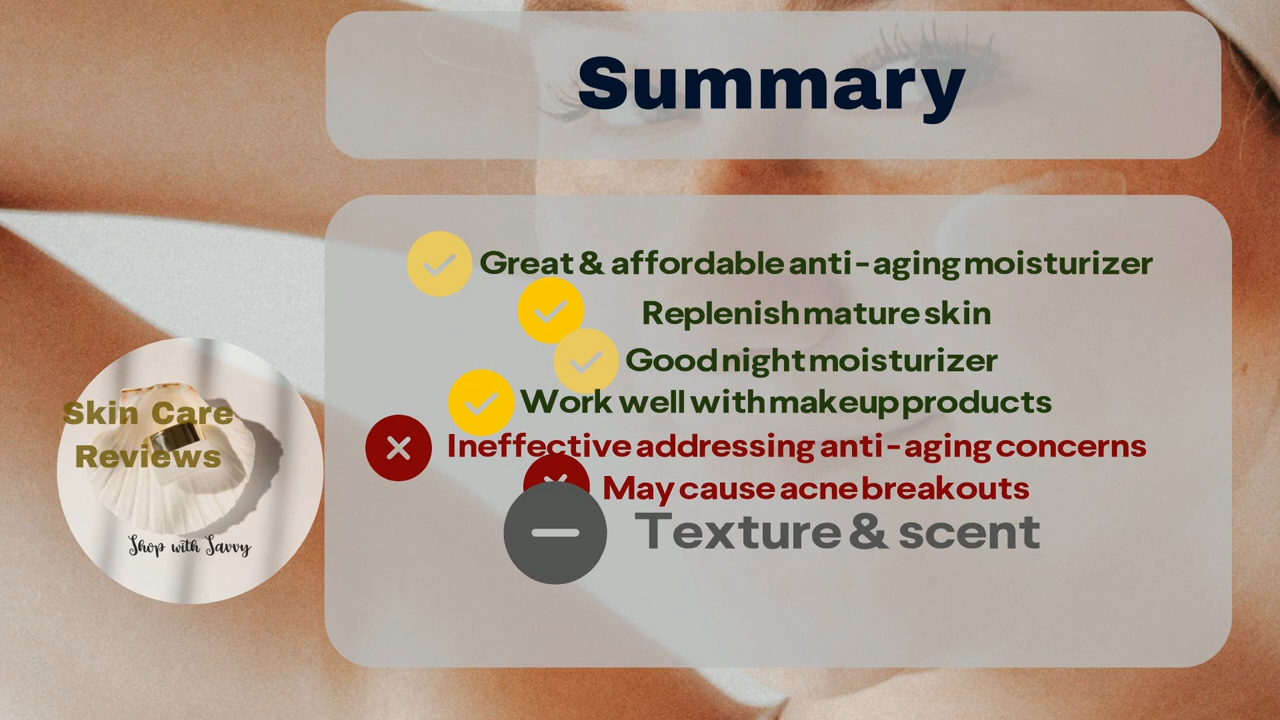 Summary
Great & affordable anti-aging moisturizer
Replenish mature skin
Good night moisturizer
Work well with makeup products
Ineffective addressing anti-aging concerns
May cause acne breakouts
Texture & scent
Skin Care
Reviews
Shop with Savvy